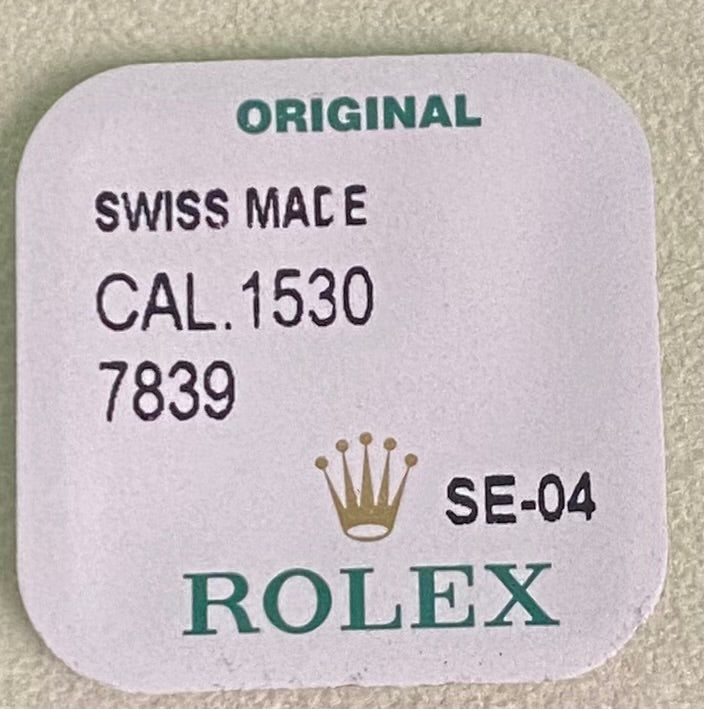 ORIGINAL
SWISS MADE
CAL.1530
7839
SE-04
ROLEX